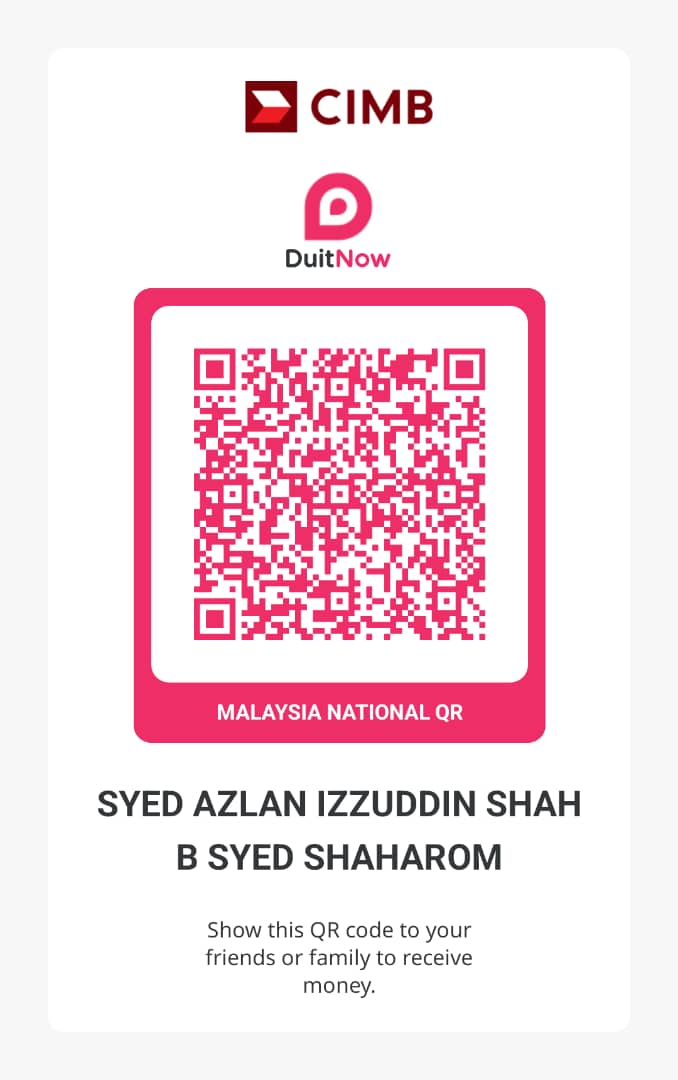 CIMB
DuitNow
MALAYSIA NATIONAL QR
SYED AZLAN IZZUDDIN SHAH
B SYED SHAHAROM
Show this QR code to your
friends or family to receive
money.